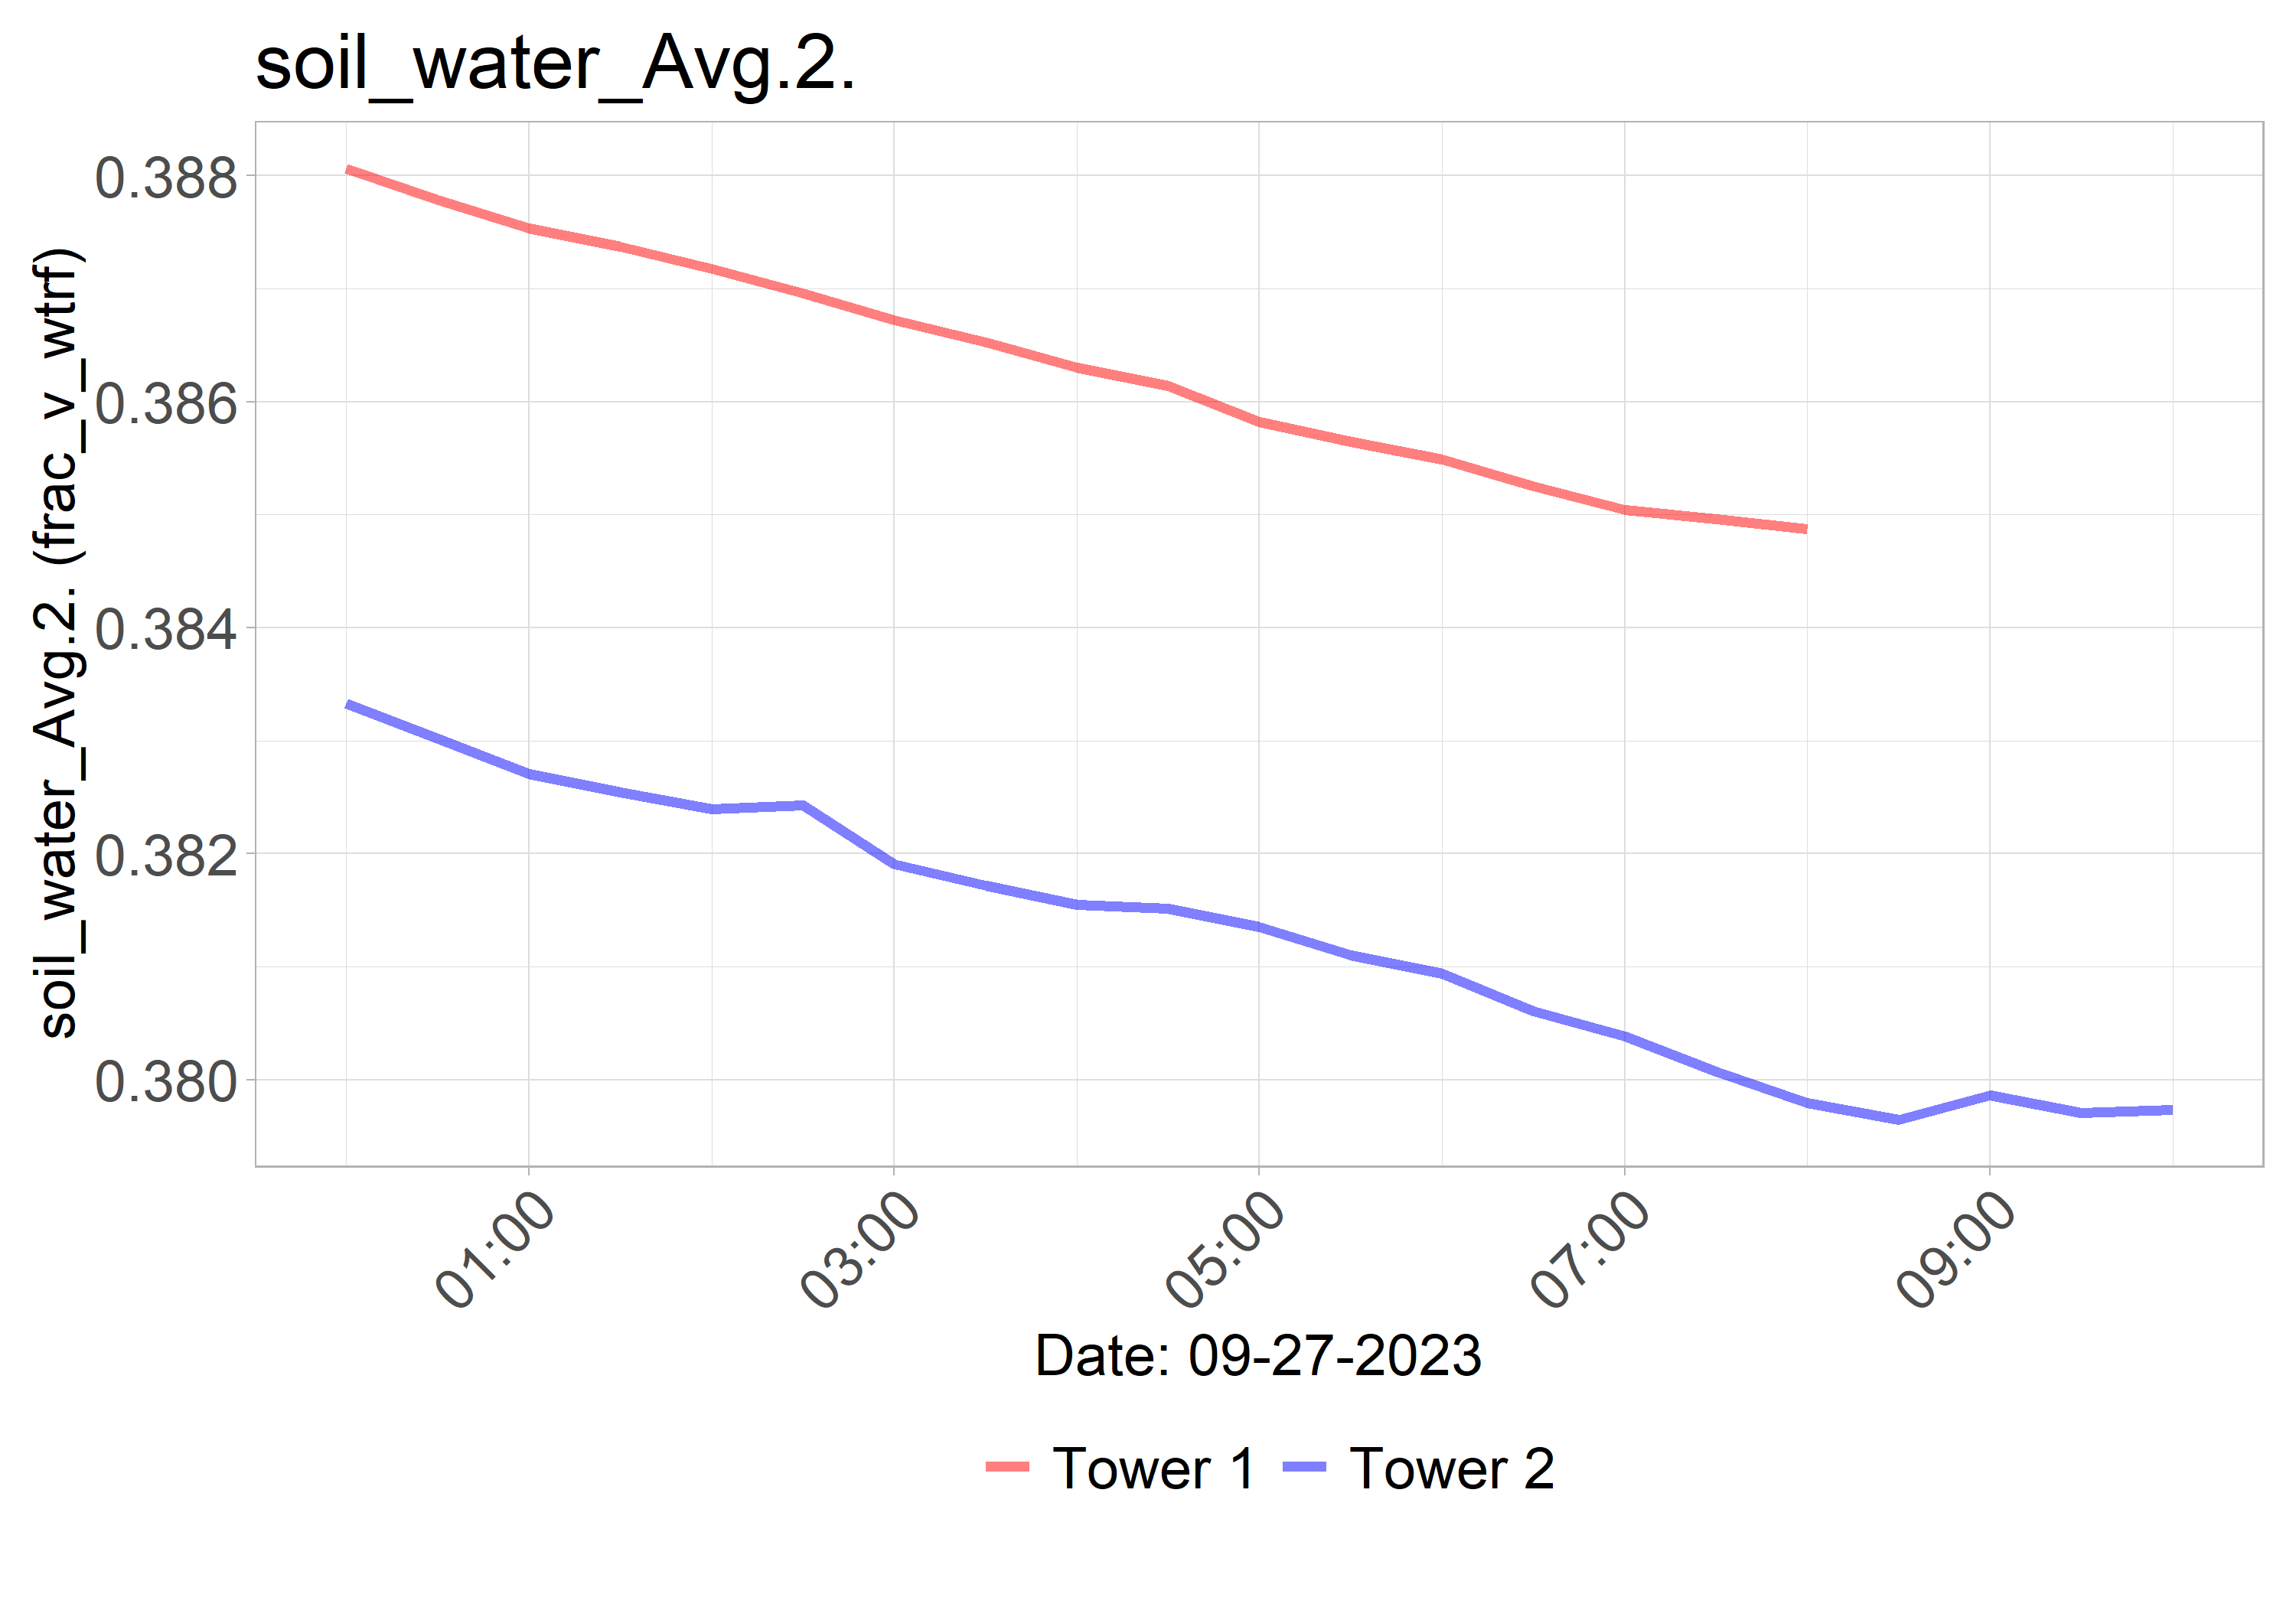 soil_water_Avg.2.
soil_water_Avg.2. (frac_v_wtrf)
0.388
0.386
0.384
0.382
0.380
01:00
03:00
05:00
07:00
09:00
Date: 09-27-2023
Tower 1
Tower 2